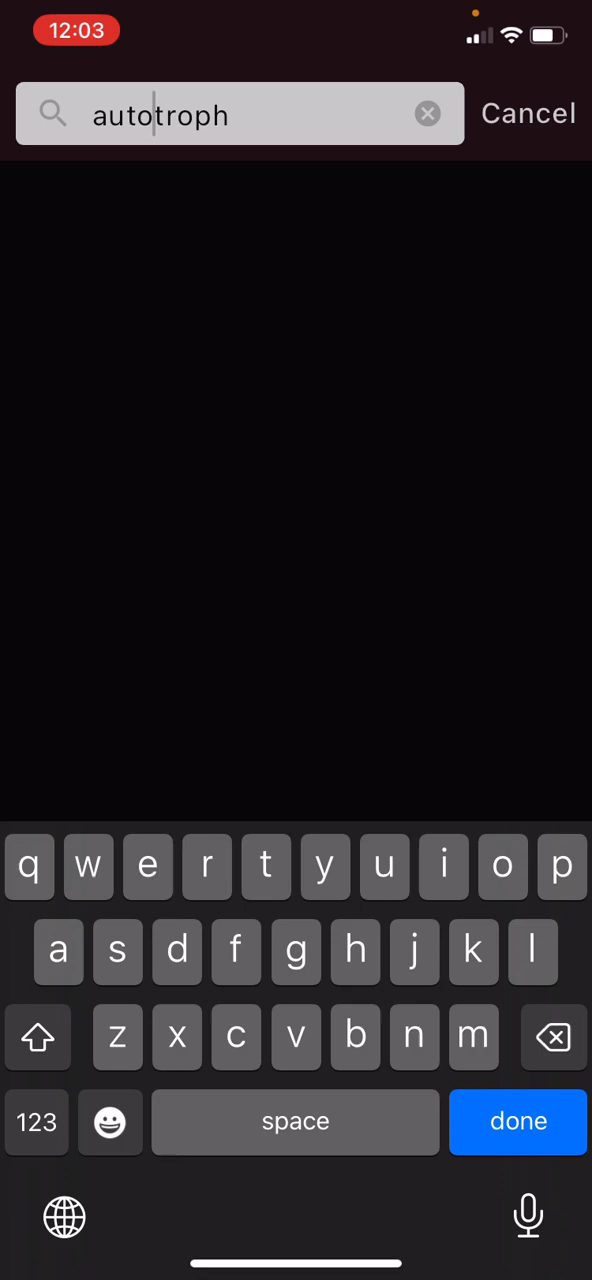 12:03
autotroph
Cancel
q w e r t y u i o p
a s d f g h j k l
z x c v b n m
123 space done